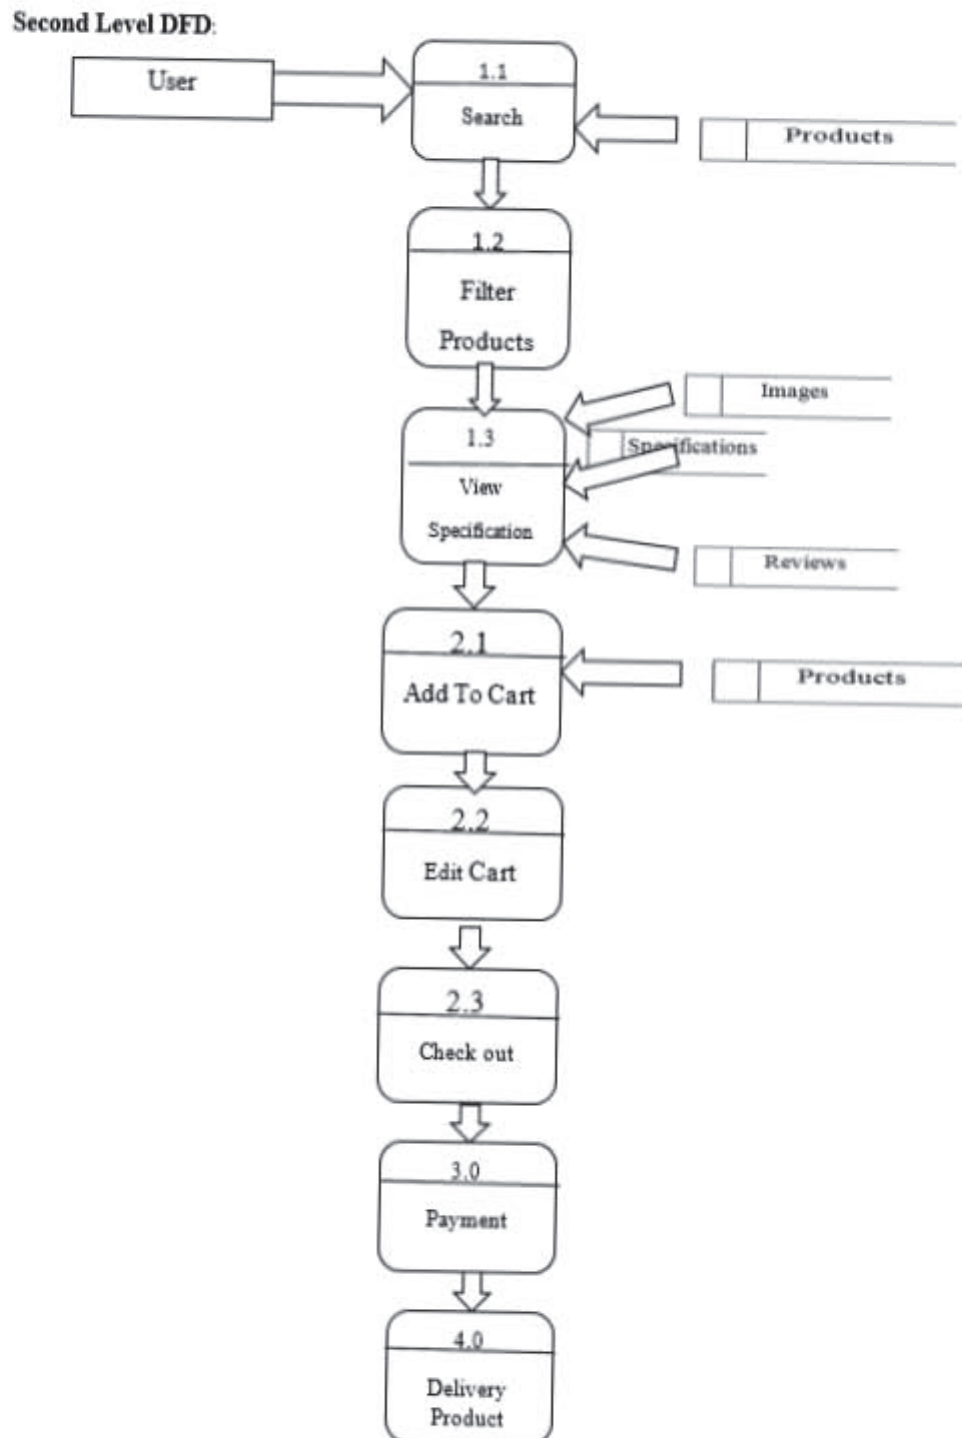 Second Level DFD:
User
1.1
Search
Products
1.2
Filter
Products
Images
1.3
Specifications
View
Specification
Reviews
2.1
Add To Cart
Products
2.2
Edit Cart
2.3
Check out
3.0
Payment
4.0
Delivery
Product